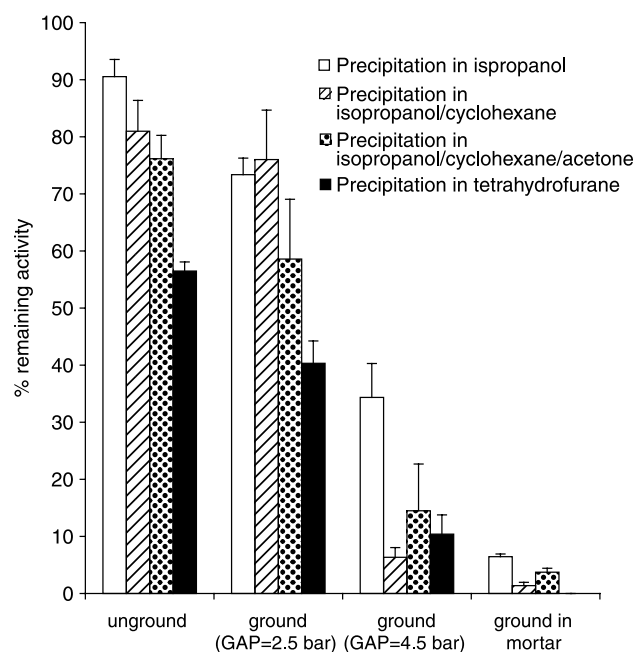 100
90
80
70
60
50
40
30
20
10
0
% remaining activity
Precipitation in ispropanol
Precipitation in
isopropanol/cyclohexane
Precipitation in
isopropanol/cyclohexane/acetone
Precipitation in tetrahydrofurane
unground
ground
(GAP=2.5 bar)
ground
(GAP=4.5 bar)
ground in
mortar